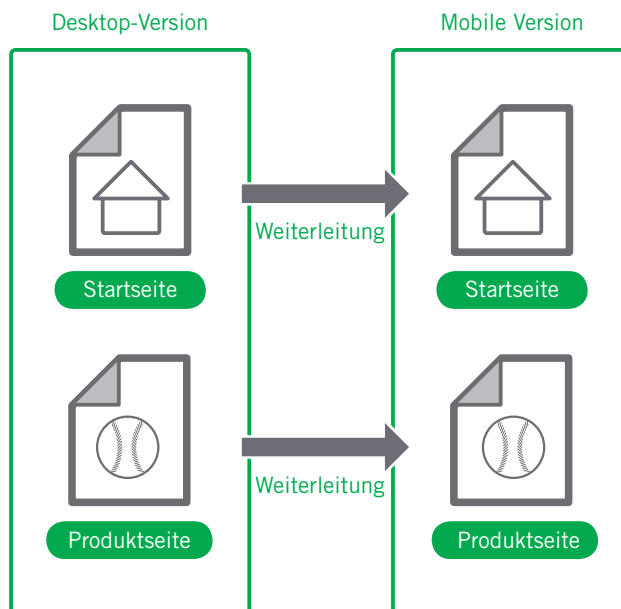 Desktop-Version
Mobile Version
Weiterleitung
Startseite
Startseite
Weiterleitung
Produktseite
Produktseite